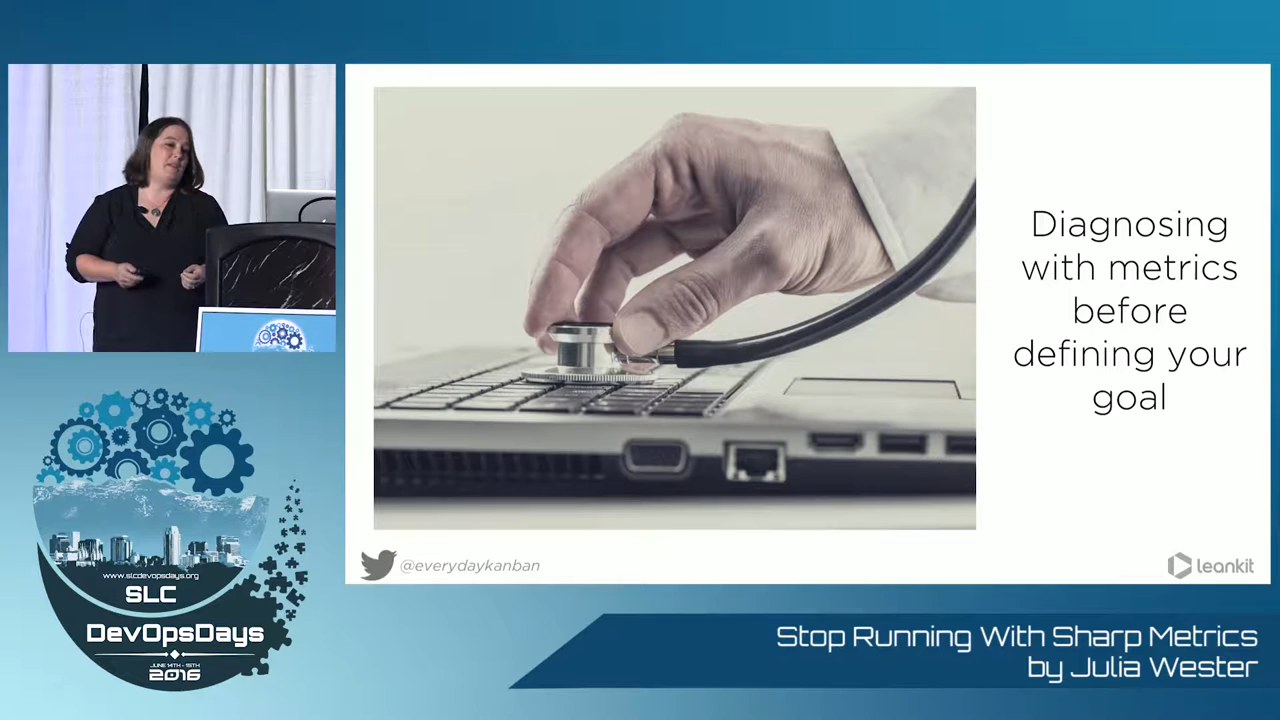 Diagnosing
with metrics
before
defining your
goal
@everydaykanban
leankit
www.slcdevopsdays.org
SLC
DevOpsDays
JUNE 14TH - 15TH
2016
Stop Running With Sharp Metrics
by Julia Wester